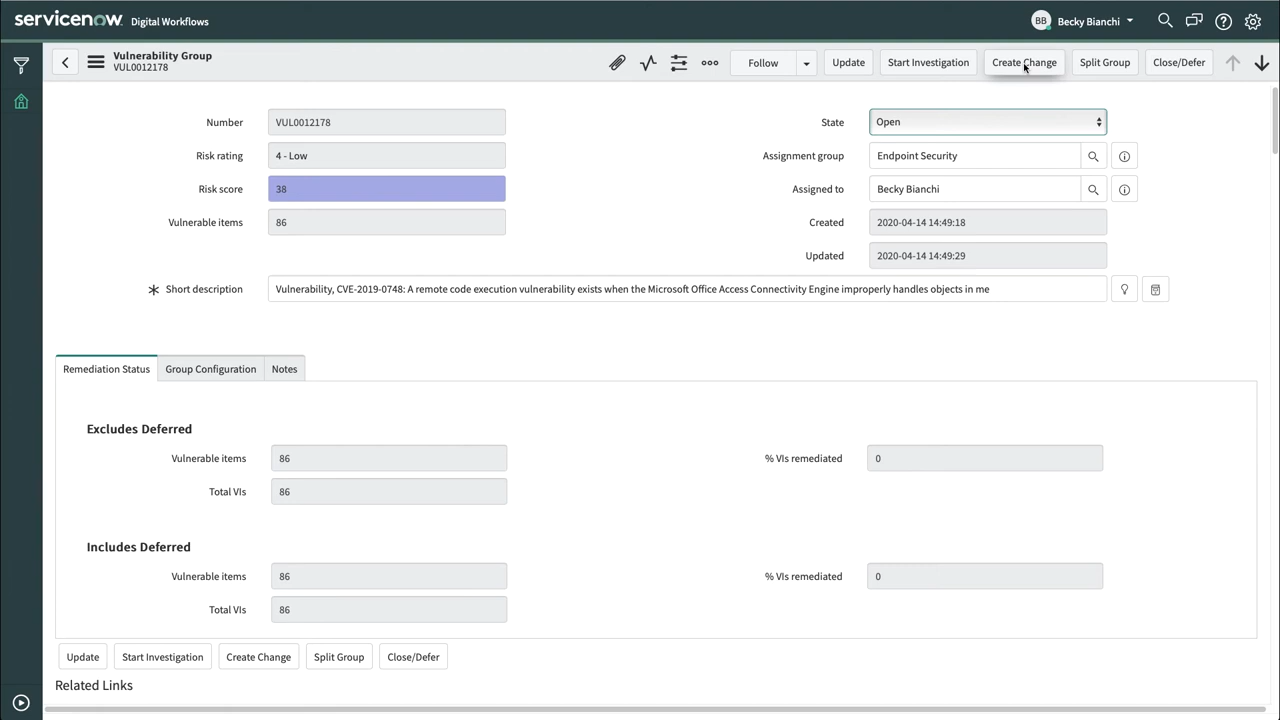 servicenow Digital Workflows
BB Becky Bianchi
Vulnerability Group
VUL0012178
Follow Update Start Investigation Create Change Split Group Close/Defer
Number VUL0012178 State Open
Risk rating 4 - Low Assignment group Endpoint Security
Risk score 38 Assigned to Becky Bianchi
Vulnerable items 86 Created 2020-04-14 14:49:18
Updated 2020-04-14 14:49:29
Short description Vulnerability, CVE-2019-0748: A remote code execution vulnerability exists when the Microsoft Office Access Connectivity Engine improperly handles objects in me
Remediation Status Group Configuration Notes
Excludes Deferred
Vulnerable items 86 % VIs remediated 0
Total VIs 86
Includes Deferred
Vulnerable items 86 % VIs remediated 0
Total VIs 86
Update Start Investigation Create Change Split Group Close/Defer
Related Links